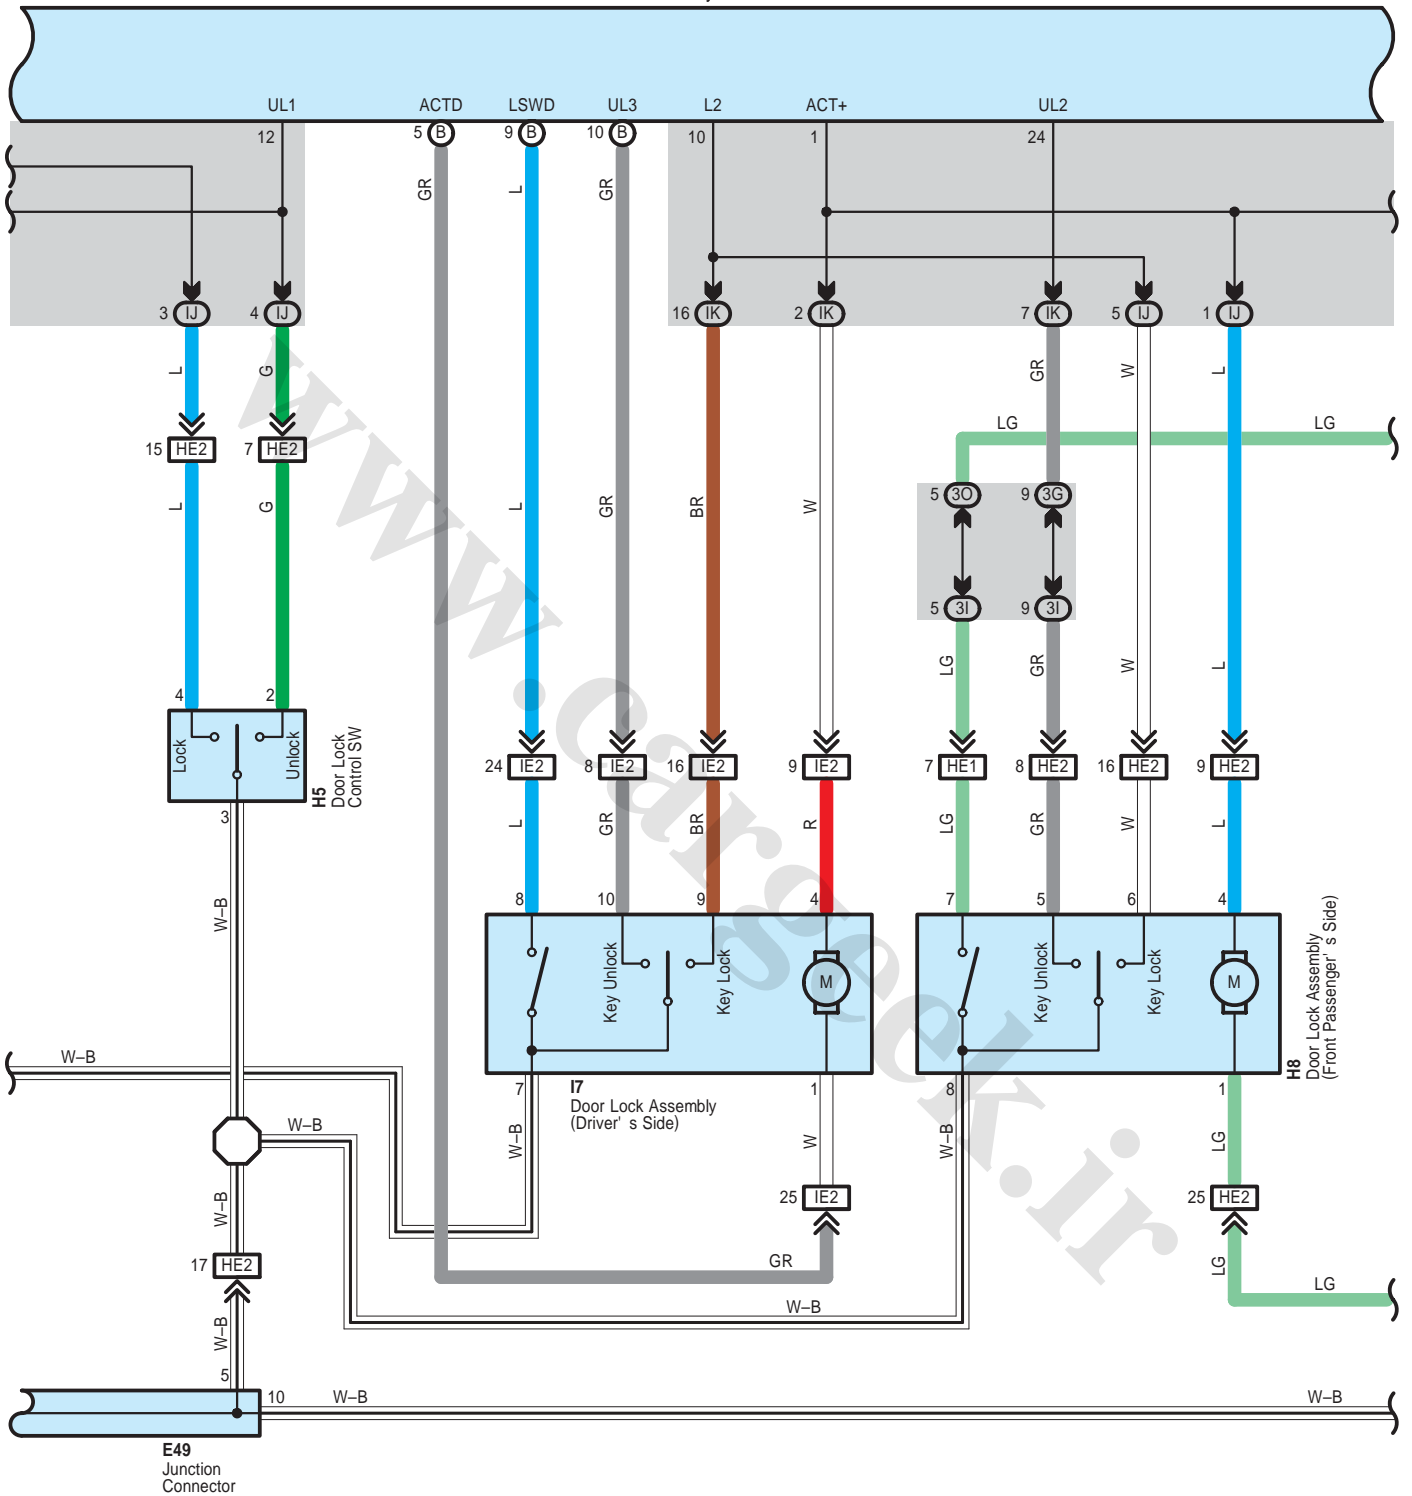 UL1 ACTD LSWD UL3 L2 ACT+ UL2
12 5 B 9 B 10 B 10 1 24
GR L GR
3 IJ 4 IJ 16 IK 2 IK 7 IK 5 IJ 1 IJ
L G GR W L
LG LG
15 HE2 7 HE2
5 3O 9 3G
L G L GR BR W
5 3I 9 3I
LG GR W L
4 2
Lock Unlock
H5
Door Lock
Control SW
24 IE2 8 IE2 16 IE2 9 IE2 7 HE1 8 HE2 16 HE2 9 HE2
3
L GR BR R LG GR W L
8 10 9 4 7 5 6 4
W–B
Key Unlock Key Lock M Key Unlock Key Lock M
H8
Door Lock Assembly
(Front Passenger' s Side)
W–B
7 1 8 1
I7
Door Lock Assembly
(Driver' s Side)
W–B
W–B W W–B LG
W–B
25 IE2 25 HE2
17 HE2
GR LG
LG
W–B
W–B
5
10 W–B W–B
E49
Junction
Connector
www.cargeek.ir